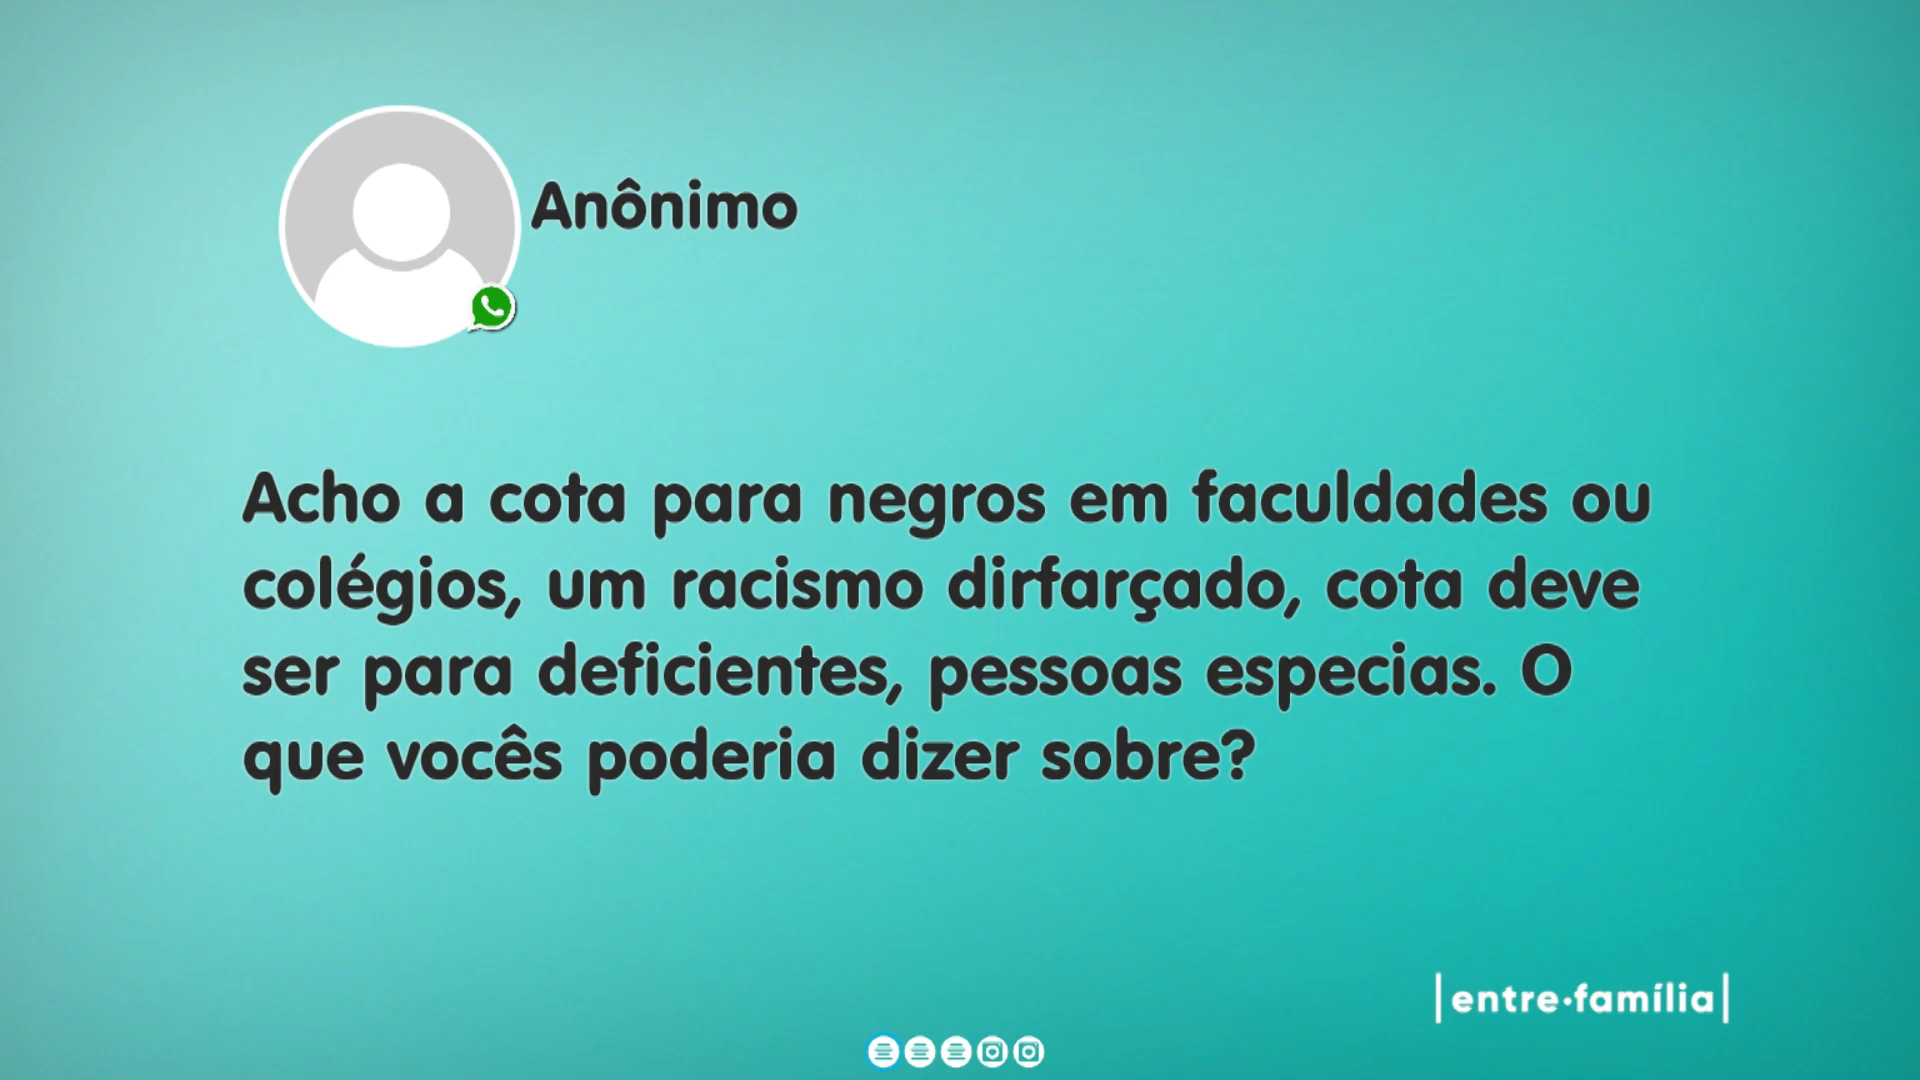 Anônimo
Acho a cota para negros em faculdades ou
colégios, um racismo dirfarçado, cota deve
ser para deficientes, pessoas especias. O
que vocês poderia dizer sobre?
|entre•família|